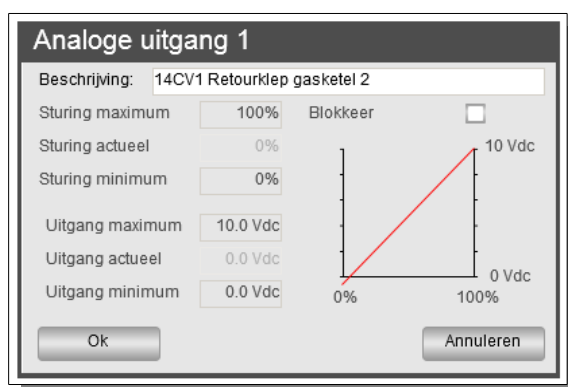 Analoge uitgang 1
Beschrijving: 14CV1 Retourklep gasketel 2
Sturing maximum 100% Blokkeer
Sturing actueel 0% 10 Vdc
Sturing minimum 0%
Uitgang maximum 10.0 Vdc
Uitgang actueel 0.0 Vdc 0 Vdc
Uitgang minimum 0.0 Vdc 0% 100%
Ok Annuleren